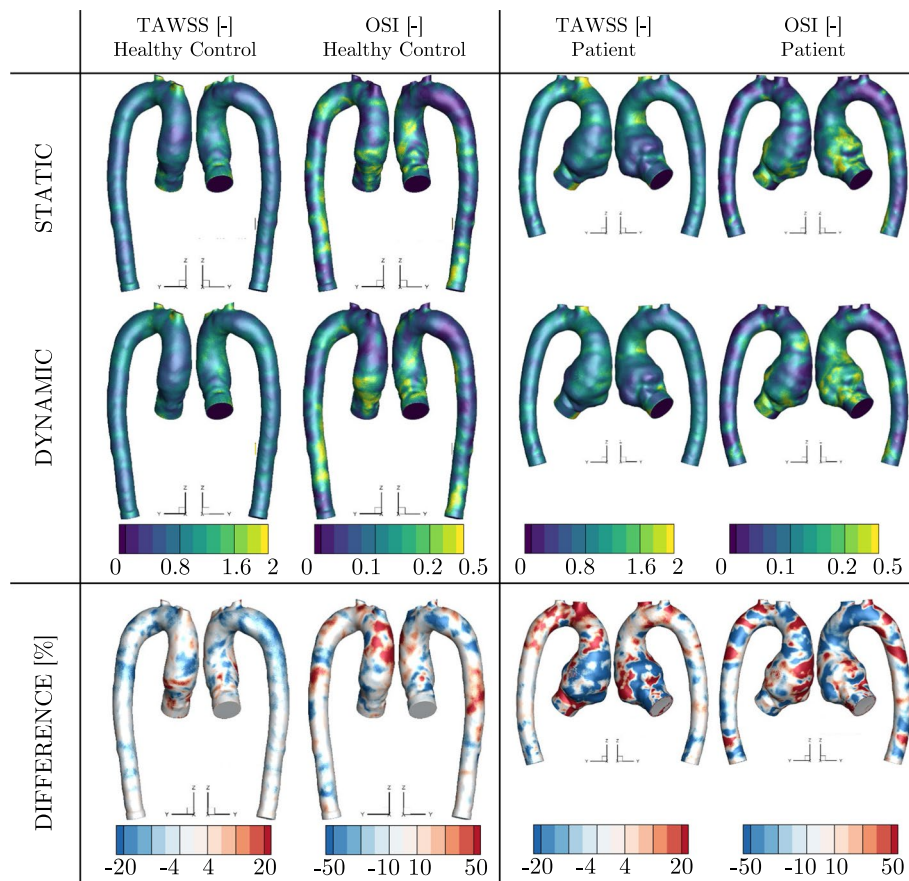 TAWSS [-] OSI [-] TAWSS [-] OSI [-]
Healthy Control Healthy Control Patient Patient
STATIC
Y Z Z Y Y Z Z Y Y Z Z Y Y Z Z Y
DYNAMIC
Y Z Z Y Y Z Z Y Y Z Z Y Y Z Z Y
0 0.8 1.6 2 0 0.1 0.2 0.5 0 0.8 1.6 2 0 0.1 0.2 0.5
DIFFERENCE [%]
Y Z Z Y Y Z Z Y Y Z Z Y Y Z Z Y
-20 -4 4 20 -50 -10 10 50 -20 -4 4 20 -50 -10 10 50